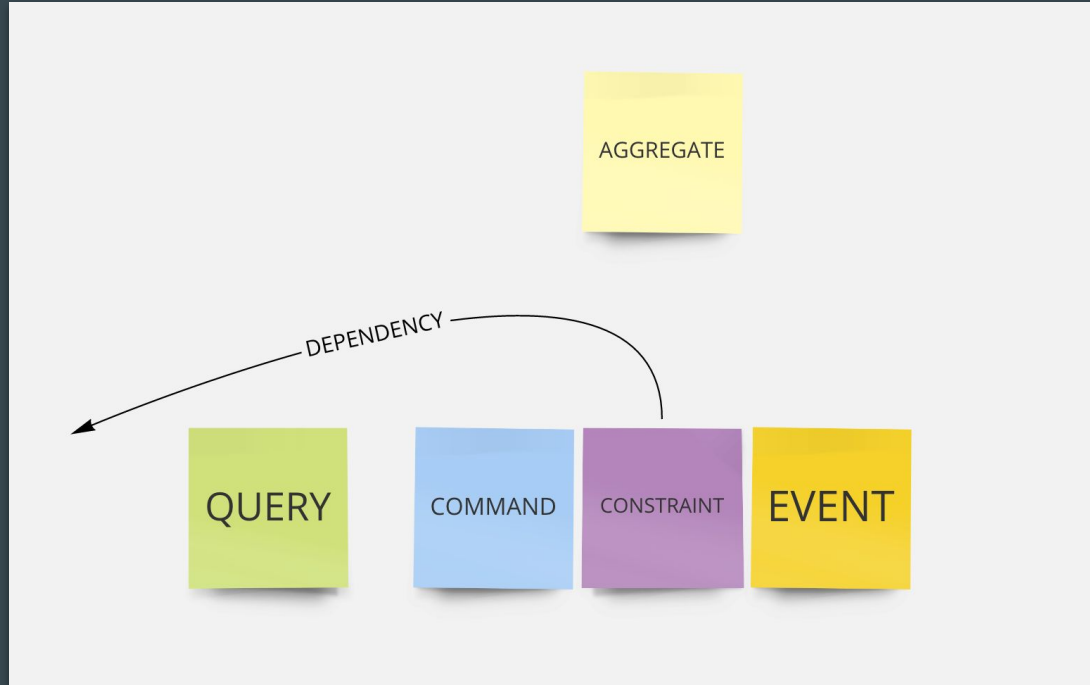 AGGREGATE
DEPENDENCY
QUERY
COMMAND
CONSTRAINT
EVENT